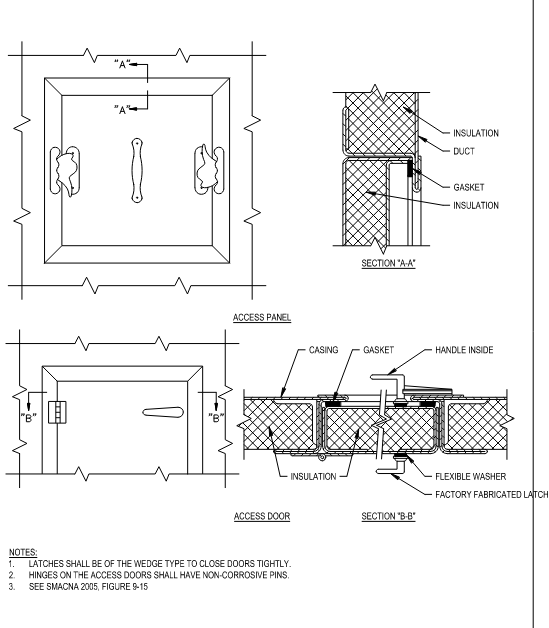 "A"
"A"
INSULATION
DUCT
GASKET
INSULATION
SECTION "A-A"
ACCESS PANEL
CASING
GASKET
HANDLE INSIDE
"B"
"B"
INSULATION
FLEXIBLE WASHER
FACTORY FABRICATED LATCH
ACCESS DOOR
SECTION "B-B"
NOTES:
1. LATCHES SHALL BE OF THE WEDGE TYPE TO CLOSE DOORS TIGHTLY.
2. HINGES ON THE ACCESS DOORS SHALL HAVE NON-CORROSIVE PINS.
3. SEE SMACNA 2005, FIGURE 9-15